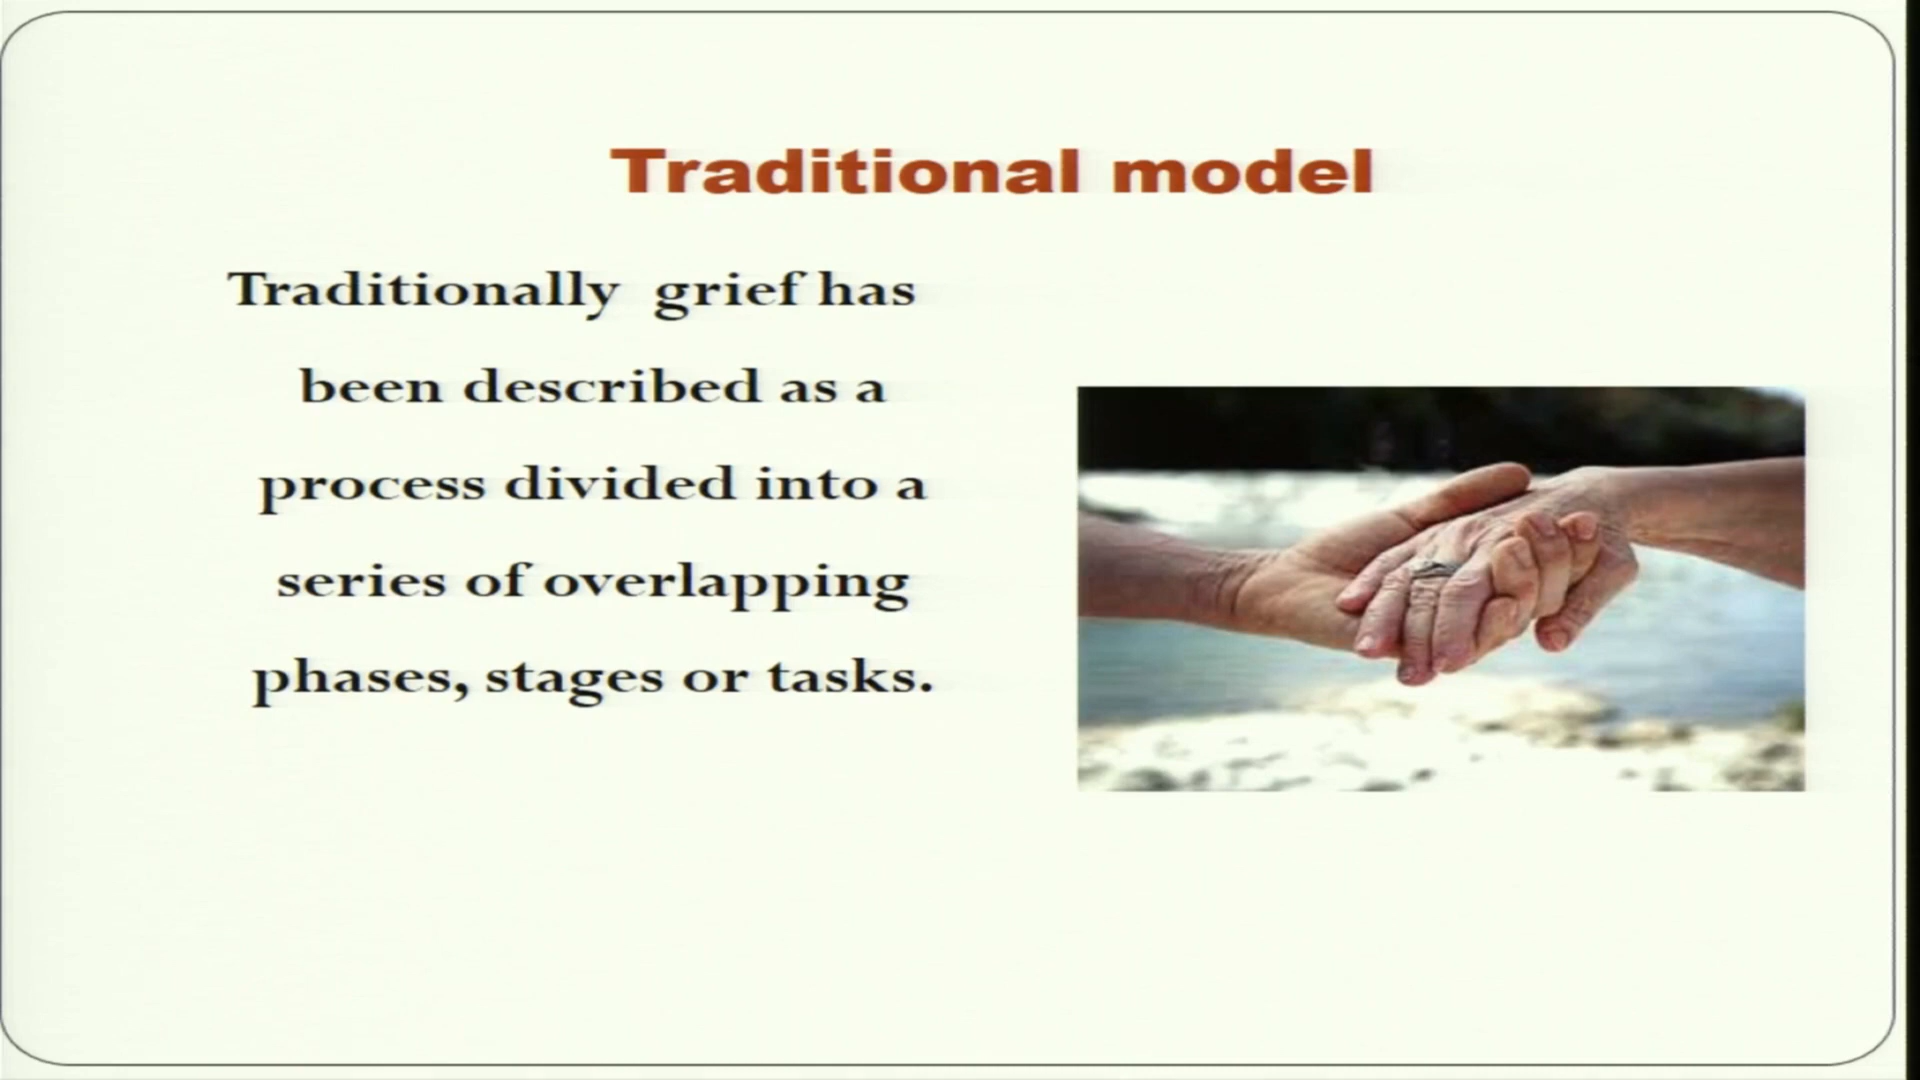 Traditional model
Traditionally grief has
been described as a
process divided into a
series of overlapping
phases, stages or tasks.